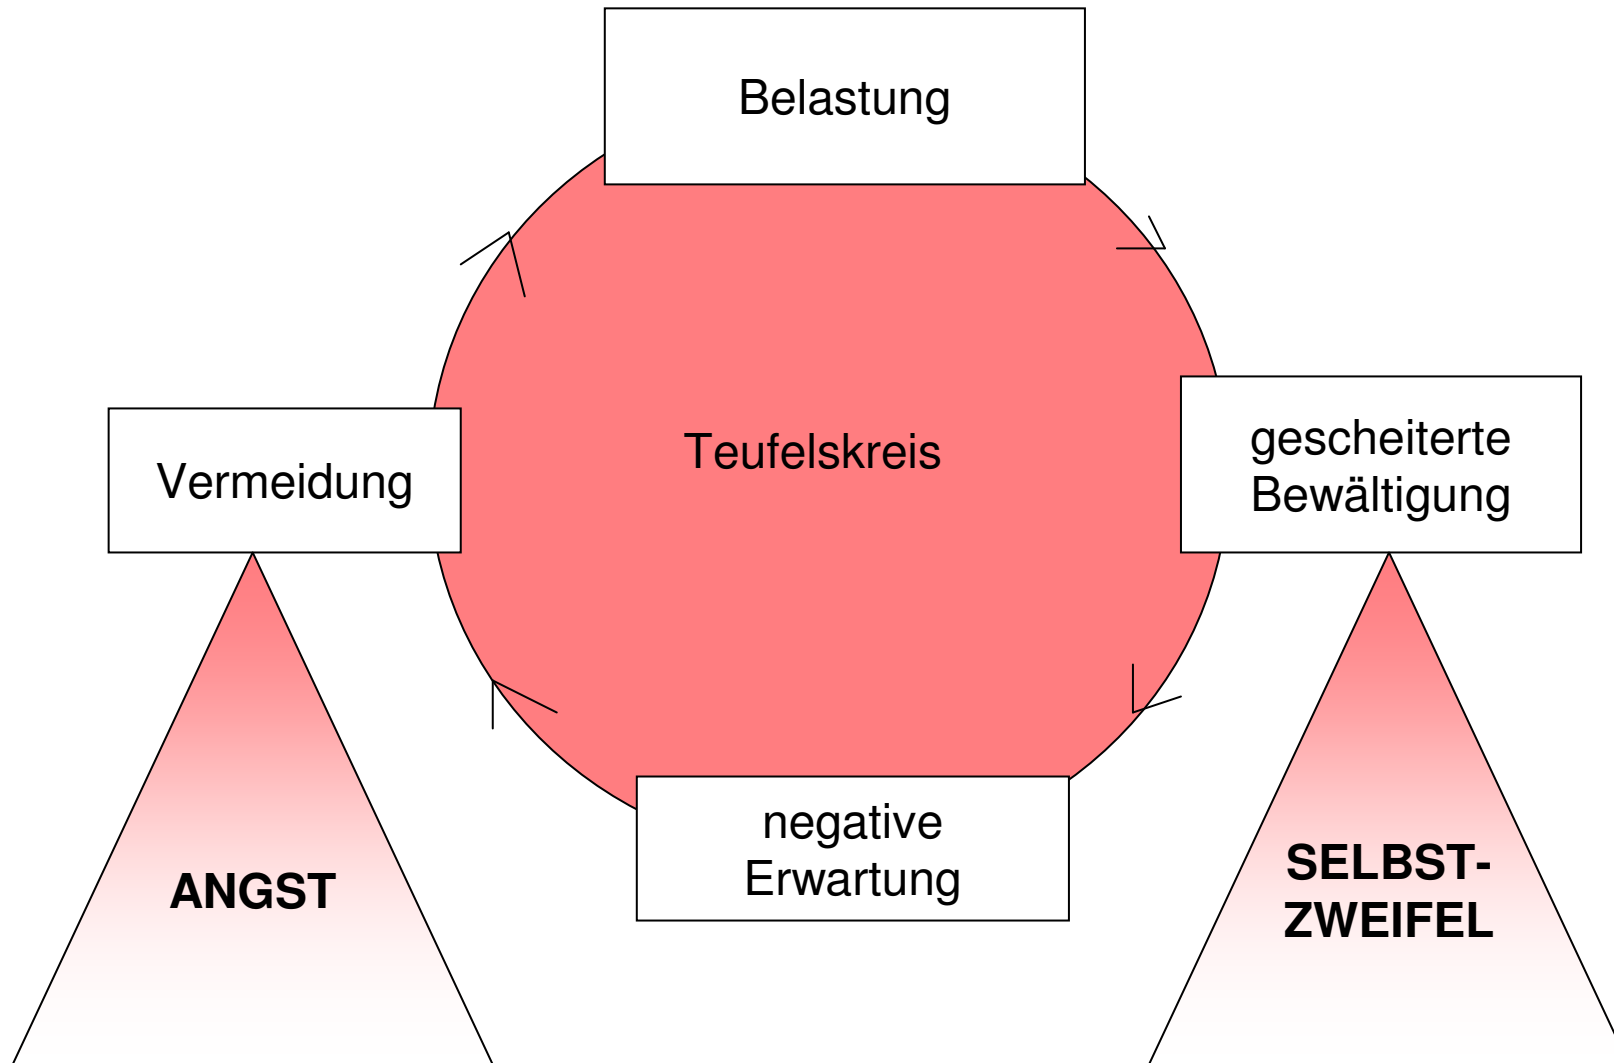 Belastung
Teufelskreis
Vermeidung
gescheiterte
Bewältigung
negative
Erwartung
ANGST
SELBST-
ZWEIFEL